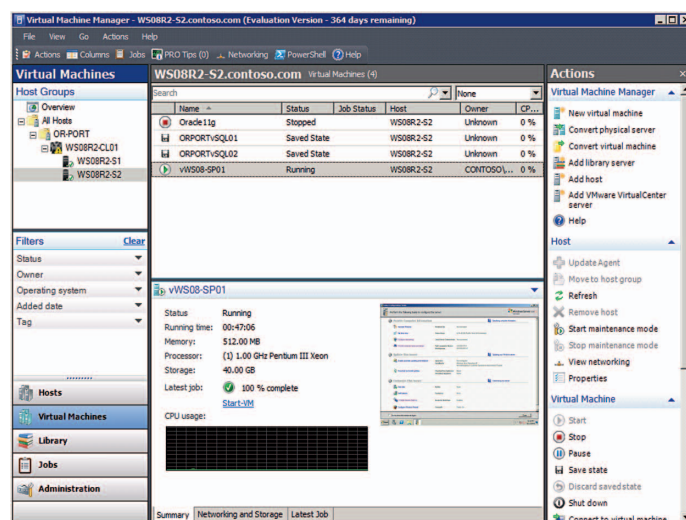 Virtual Machine Manager - WS08R2-S2.contoso.com (Evaluation Version - 364 days remaining)
File View Go Actions Help
Actions Columns Jobs PRO Tips (0) Networking PowerShell Help
Virtual Machines
Host Groups
Overview
All Hosts
OR-PORT
WS08R2-CL01
WS08R2-S1
WS08R2-S2
Filters Clear
Status
Owner
Operating system
Added date
Tag
Hosts
Virtual Machines
Library
Jobs
Administration
WS08R2-S2.contoso.com Virtual Machines (4)
Search None
Name Status Job Status Host Owner CP...
Oracle11g Stopped WS08R2-S2 Unknown 0 %
ORPORTvSQL01 Saved State WS08R2-S2 Unknown 0 %
ORPORTvSQL02 Saved State WS08R2-S2 Unknown 0 %
vWS08-SP01 Running WS08R2-S2 CONTOSO\,... 0 %
vWS08-SP01
Status Running
Running time: 00:47:06
Memory: 512.00 MB
Processor: (1) 1.00 GHz Pentium III Xeon
Storage: 40.00 GB
Latest job: 100 % complete
Start-VM
CPU usage:
Summary Networking and Storage Latest Job
Actions
Virtual Machine Manager
New virtual machine
Convert physical server
Convert virtual machine
Add library server
Add host
Add VMware VirtualCenter
server
Help
Host
Update Agent
Move to host group
Refresh
Remove host
Start maintenance mode
Stop maintenance mode
View networking
Properties
Virtual Machine
Start
Stop
Pause
Save state
Discard saved state
Shut down
Connect to virtual machine